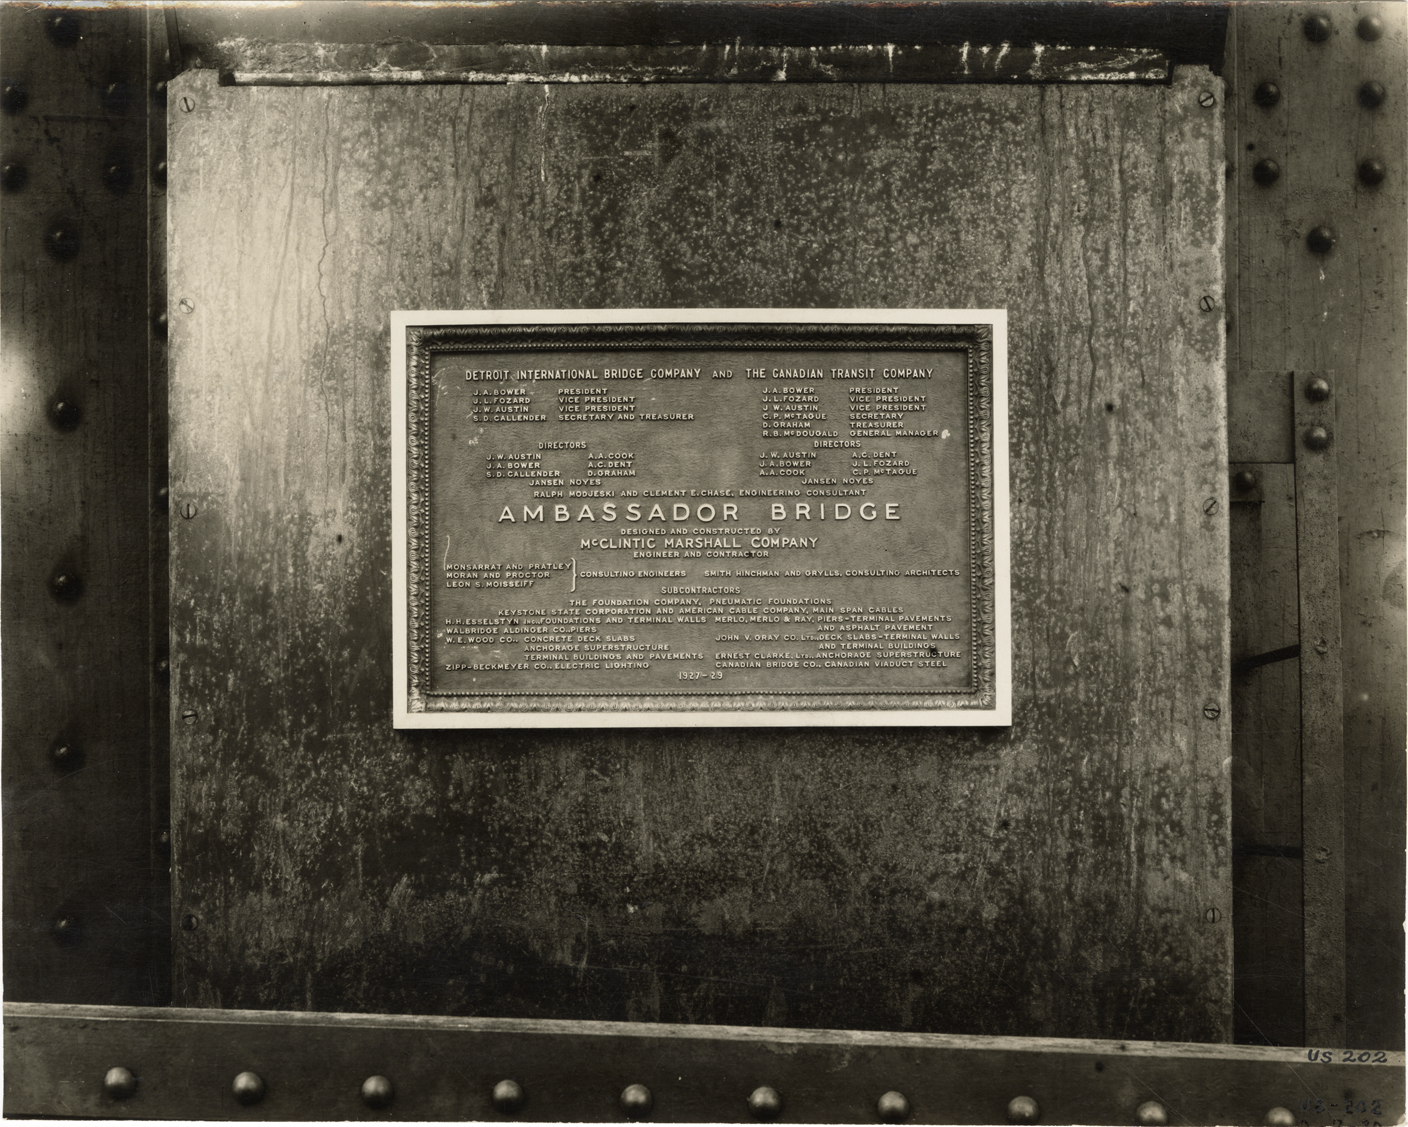 DETROIT INTERNATIONAL BRIDGE COMPANY AND THE CANADIAN TRANSIT COMPANY
J.A. BOWER PRESIDENT
J.L. FOZARD VICE PRESIDENT
J.W. AUSTIN VICE PRESIDENT
S.D. CALLENDER SECRETARY AND TREASURER
J.A. BOWER PRESIDENT
J.L. FOZARD VICE PRESIDENT
J.W. AUSTIN VICE PRESIDENT
C.P. McTAGUE SECRETARY
D. GRAHAM TREASURER
R.B. McDOUGALD GENERAL MANAGER
DIRECTORS
J.W. AUSTIN A.A. COOK
J.A. BOWER A.C. DENT
S.D. CALLENDER D. GRAHAM
JANSEN NOYES
DIRECTORS
J.W. AUSTIN A.C. DENT
J.A. BOWER J.L. FOZARD
A.A. COOK C.P. McTAGUE
JANSEN NOYES
RALPH MODJESKI AND CLEMENT E. CHASE, ENGINEERING CONSULTANT
AMBASSADOR BRIDGE
DESIGNED AND CONSTRUCTED BY
McCLINTIC MARSHALL COMPANY
ENGINEER AND CONTRACTOR
MONSARRAT AND PRATLEY
MORAN AND PROCTOR
LEON S. MOISSEIFF
CONSULTING ENGINEERS SMITH HINCHMAN AND GRYLLS, CONSULTING ARCHITECTS
SUBCONTRACTORS
THE FOUNDATION COMPANY, PNEUMATIC FOUNDATIONS
KEYSTONE STATE CORPORATION AND AMERICAN CABLE COMPANY, MAIN SPAN CABLES
H.H. ESSELSTYN INC., FOUNDATIONS AND TERMINAL WALLS
WALBRIDGE ALDINGER CO., PIERS
W.E. WOOD CO., CONCRETE DECK SLABS
ANCHORAGE SUPERSTRUCTURE
TERMINAL BUILDINGS AND PAVEMENTS
ZIPP-BECKMEYER CO., ELECTRIC LIGHTING
MERLO, MERLO & RAY, PIERS-TERMINAL PAVEMENTS
AND ASPHALT PAVEMENT
JOHN V. GRAY CO. LTD., DECK SLABS-TERMINAL WALLS
AND TERMINAL BUILDINGS
ERNEST CLARKE, LTD., ANCHORAGE SUPERSTRUCTURE
CANADIAN BRIDGE CO., CANADIAN VIADUCT STEEL
1927-29
US 202